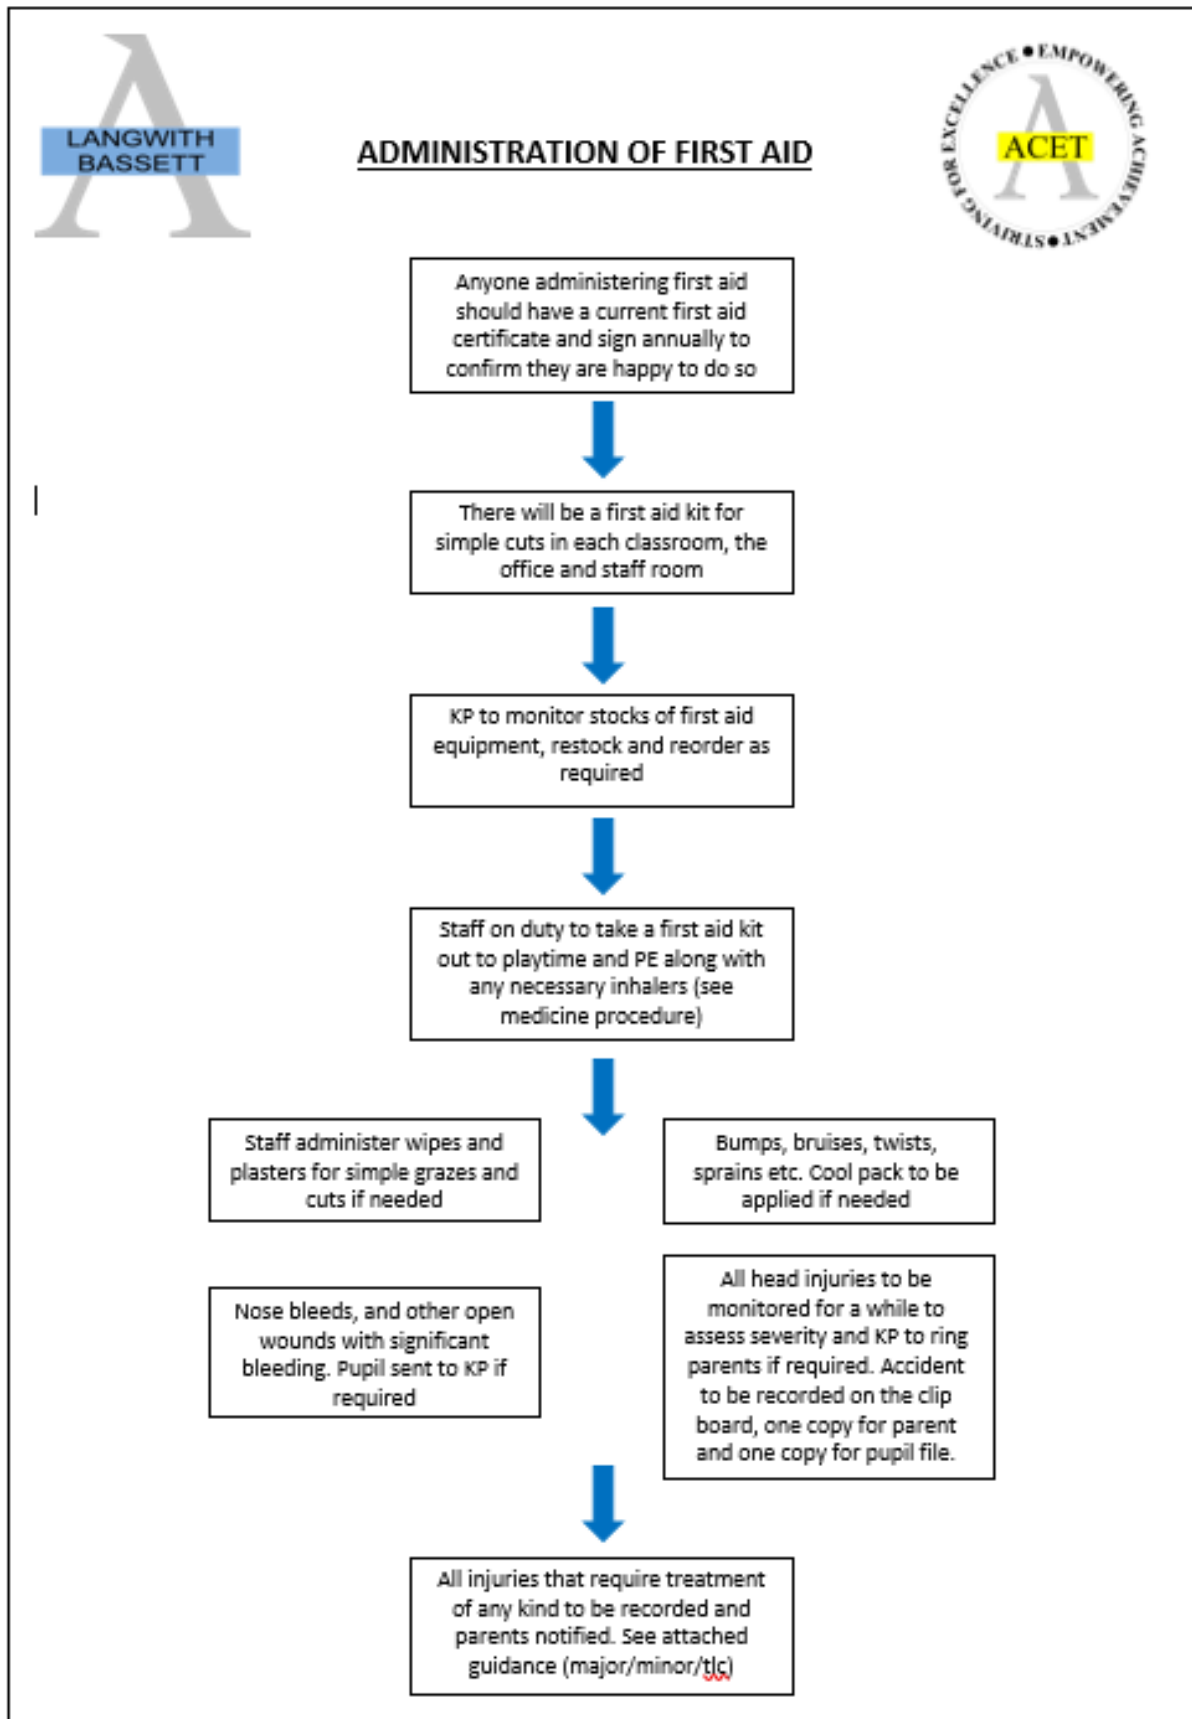 LANGWITH
BASSETT
ADMINISTRATION OF FIRST AID
STRIVING FOR EXCELLENCE • EMPOWERING ACHIEVEMENT •
ACET
Anyone administering first aid
should have a current first aid
certificate and sign annually to
confirm they are happy to do so
There will be a first aid kit for
simple cuts in each classroom, the
office and staff room
KP to monitor stocks of first aid
equipment, restock and reorder as
required
Staff on duty to take a first aid kit
out to playtime and PE along with
any necessary inhalers (see
medicine procedure)
Staff administer wipes and
plasters for simple grazes and
cuts if needed
Bumps, bruises, twists,
sprains etc. Cool pack to be
applied if needed
Nose bleeds, and other open
wounds with significant
bleeding. Pupil sent to KP if
required
All head injuries to be
monitored for a while to
assess severity and KP to ring
parents if required. Accident
to be recorded on the clip
board, one copy for parent
and one copy for pupil file.
All injuries that require treatment
of any kind to be recorded and
parents notified. See attached
guidance (major/minor/tlc)